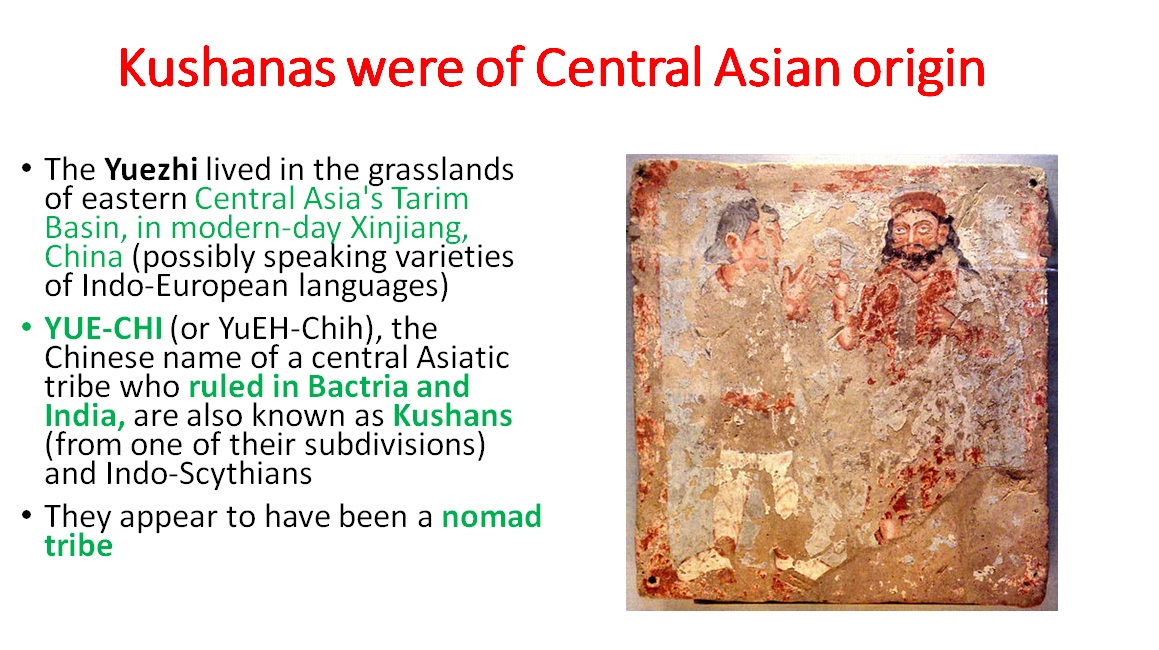 Kushanas were of Central Asian origin
• The Yuezhi lived in the grasslands
of eastern Central Asia's Tarim
Basin, in modern-day Xinjiang,
China (possibly speaking varieties
of Indo-European languages)
• YUE-CHI (or YuEH-Chih), the
Chinese name of a central Asiatic
tribe who ruled in Bactria and
India, are also known as Kushans
(from one of their subdivisions)
and Indo-Scythians
• They appear to have been a nomad
tribe